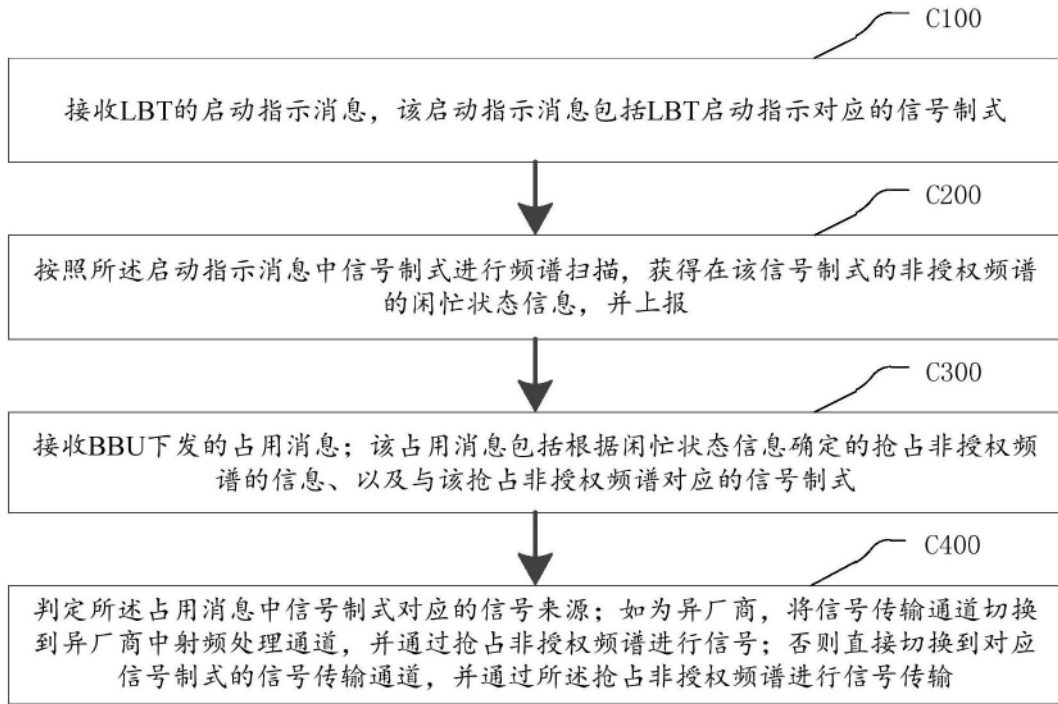 C100
接收LBT的启动指示消息，该启动指示消息包括LBT启动指示对应的信号制式
C200
按照所述启动指示消息中信号制式进行频谱扫描，获得在该信号制式的非授权频谱
的闲忙状态信息，并上报
C300
接收BBU下发的占用消息；该占用消息包括根据闲忙状态信息确定的抢占非授权频
谱的信息、以及与该抢占非授权频谱对应的信号制式
C400
判定所述占用消息中信号制式对应的信号来源；如为异厂商，将信号传输通道切换
到异厂商中射频处理通道，并通过抢占非授权频谱进行信号；否则直接切换到对应
信号制式的信号传输通道，并通过所述抢占非授权频谱进行信号传输